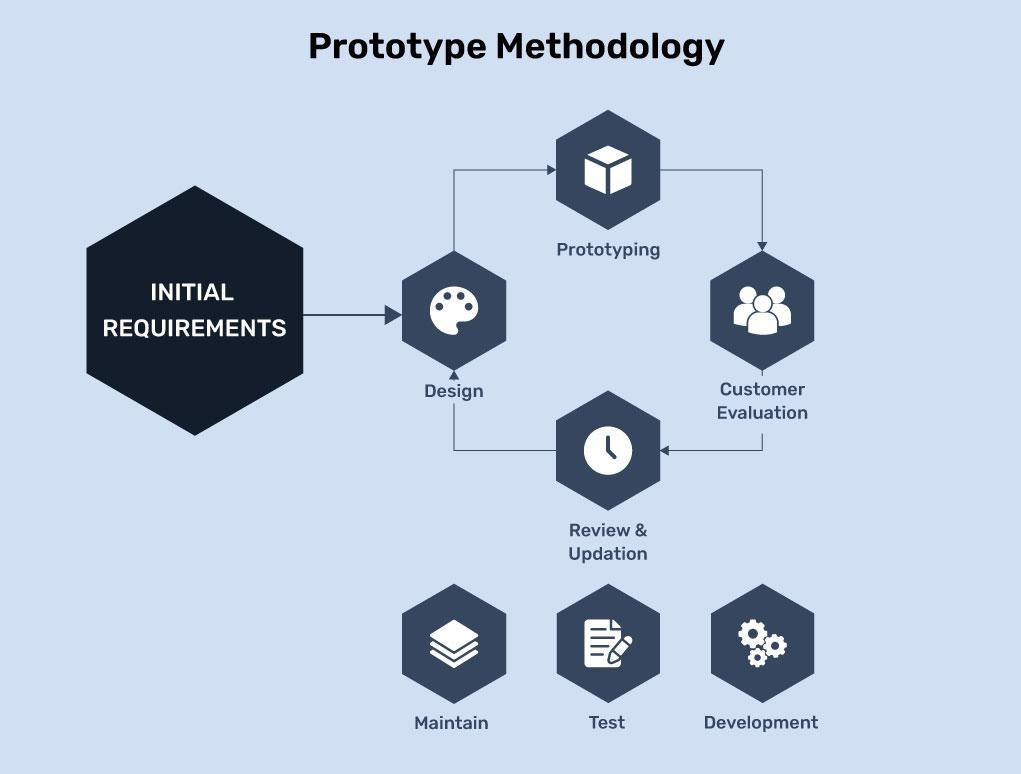 Prototype Methodology
Prototyping
INITIAL
REQUIREMENTS
Design
Customer
Evaluation
Review &
Updation
Maintain
Test
Development